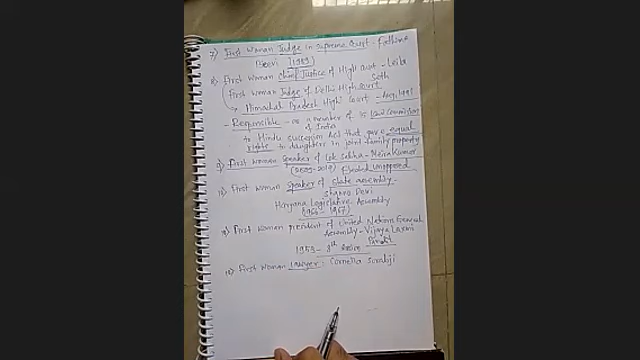 7) First Woman Judge in Supreme Court - Fathima
Beevi (1989)
8) First Woman Chief Justice of High Court - Leila
Seth
First Woman Judge of Delhi High Court
→ Himachal Pradesh High Court - Aug, 1991
- Responsible - as a member of 15 Law Commission
of India
to Hindu succession Act that gave equal
rights to daughters in joint family property
9) First Woman Speaker of Lok Sabha - Meira Kumar
(2009-2014) Elected unopposed
10) First Woman Speaker of State Assembly -
Shanno Devi
Haryana Legislative Assembly
(1966 - 1967)
First Woman president of United Nations General
Assembly - Vijaya Laxmi
Pandit
1953 - 8th Session
First Woman Lawyer : Cornelia Sorabji